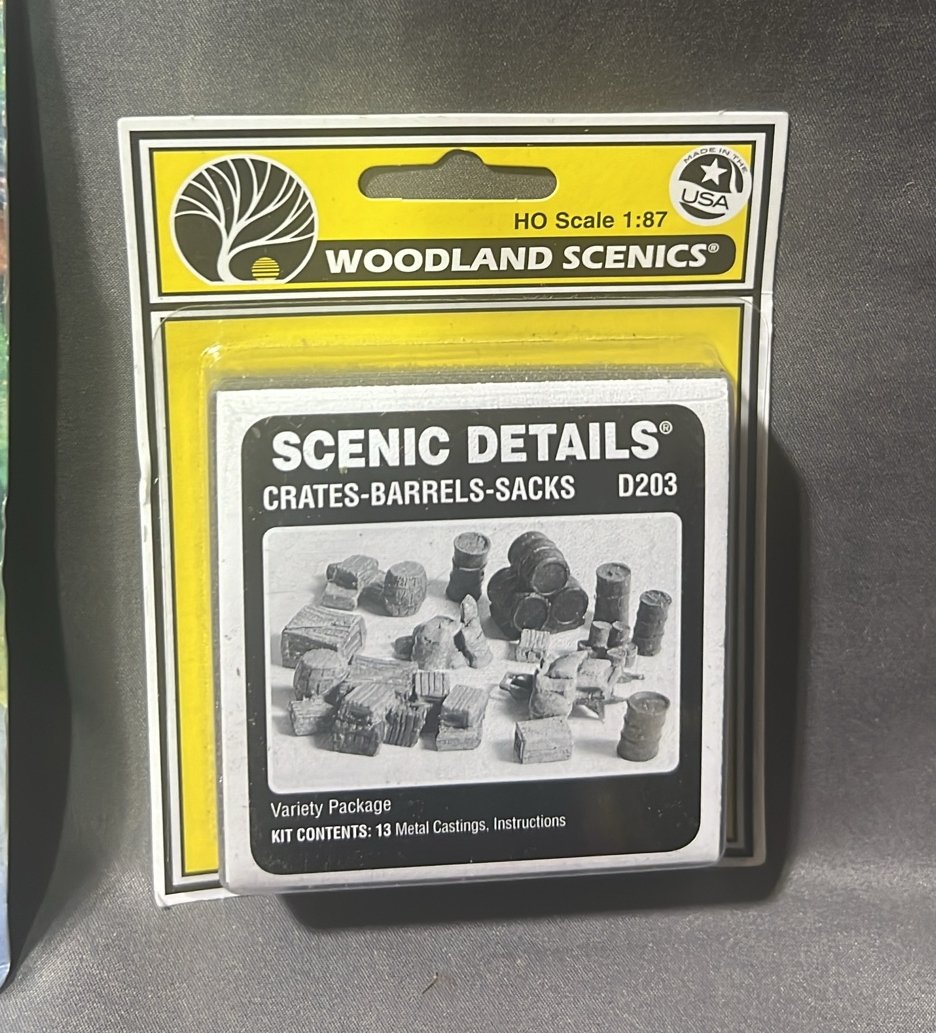 MADE IN THE
USA
HO Scale 1:87
WOODLAND SCENICS®
SCENIC DETAILS®
CRATES-BARRELS-SACKS D203
Variety Package
KIT CONTENTS: 13 Metal Castings, Instructions